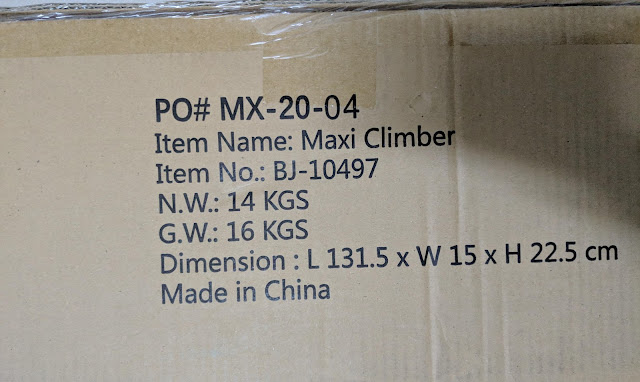 PO# MX-20-04
Item Name: Maxi Climber
Item No.: BJ-10497
N.W.: 14 KGS
G.W.: 16 KGS
Dimension : L 131.5 x W 15 x H 22.5 cm
Made in China